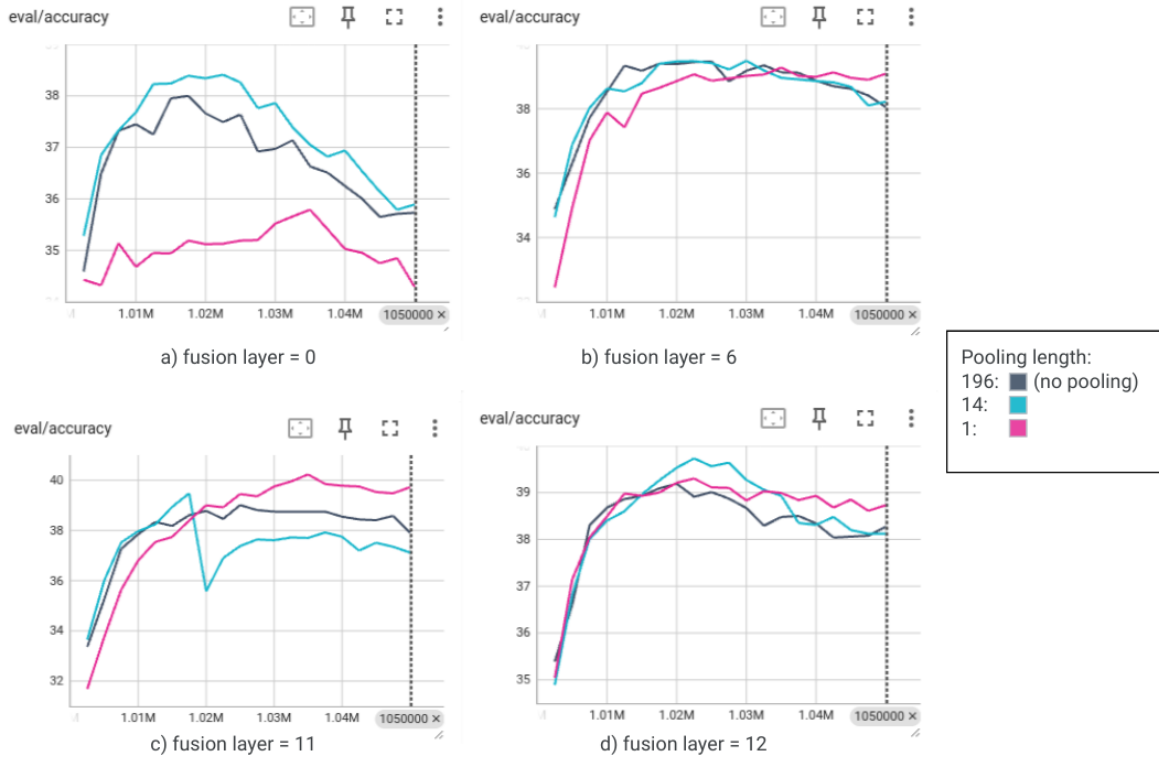 eval/accuracy
38
37
36
35
1.01M 1.02M 1.03M 1.04M 1050000 ×
a) fusion layer = 0
eval/accuracy
38
36
34
1.01M 1.02M 1.03M 1.04M 1050000 ×
b) fusion layer = 6
Pooling length:
196: (no pooling)
14:
1:
eval/accuracy
40
38
36
34
32
1.01M 1.02M 1.03M 1.04M 1050000 ×
c) fusion layer = 11
eval/accuracy
39
38
37
36
35
1.01M 1.02M 1.03M 1.04M 1050000 ×
d) fusion layer = 12